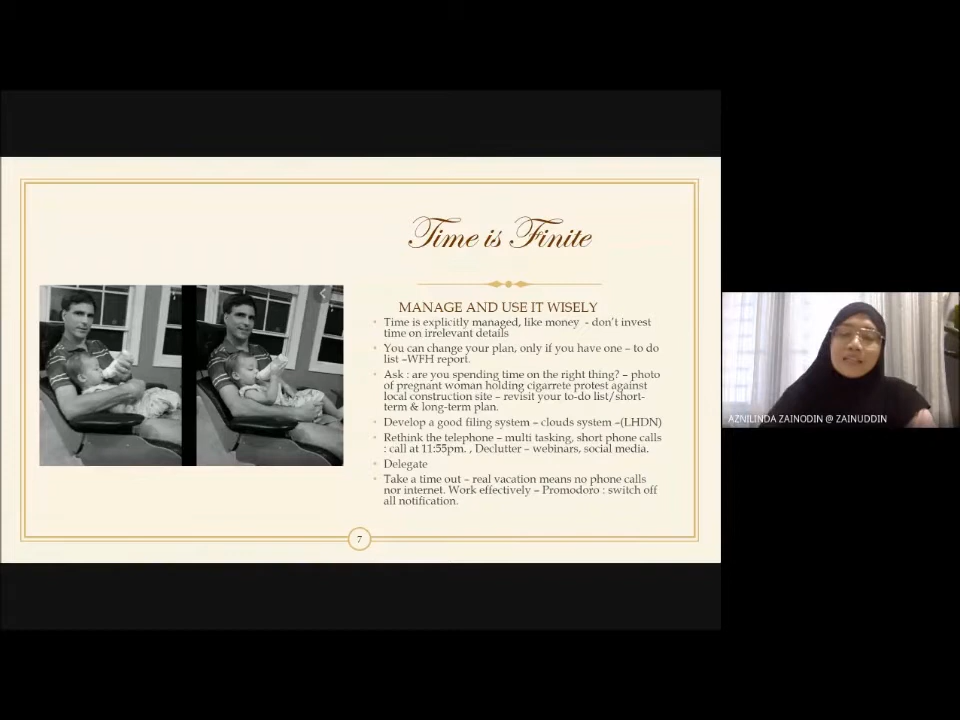 Time is Finite
MANAGE AND USE IT WISELY
Time is explicitly managed, like money - don't invest
time on irrelevant details
You can change your plan, only if you have one – to do
list –WFH report.
Ask : are you spending time on the right thing? – photo
of pregnant woman holding cigarrete protest against
local construction site – revisit your to-do list/short-
term & long-term plan.
Develop a good filing system – clouds system –(LHDN)
Rethink the telephone – multi tasking, short phone calls
: call at 11:55pm. , Declutter – webinars, social media.
Delegate
Take a time out – real vacation means no phone calls
nor internet. Work effectively – Promodoro : switch off
all notification.
7
AZNILINDA ZAINODIN @ ZAINUDDIN